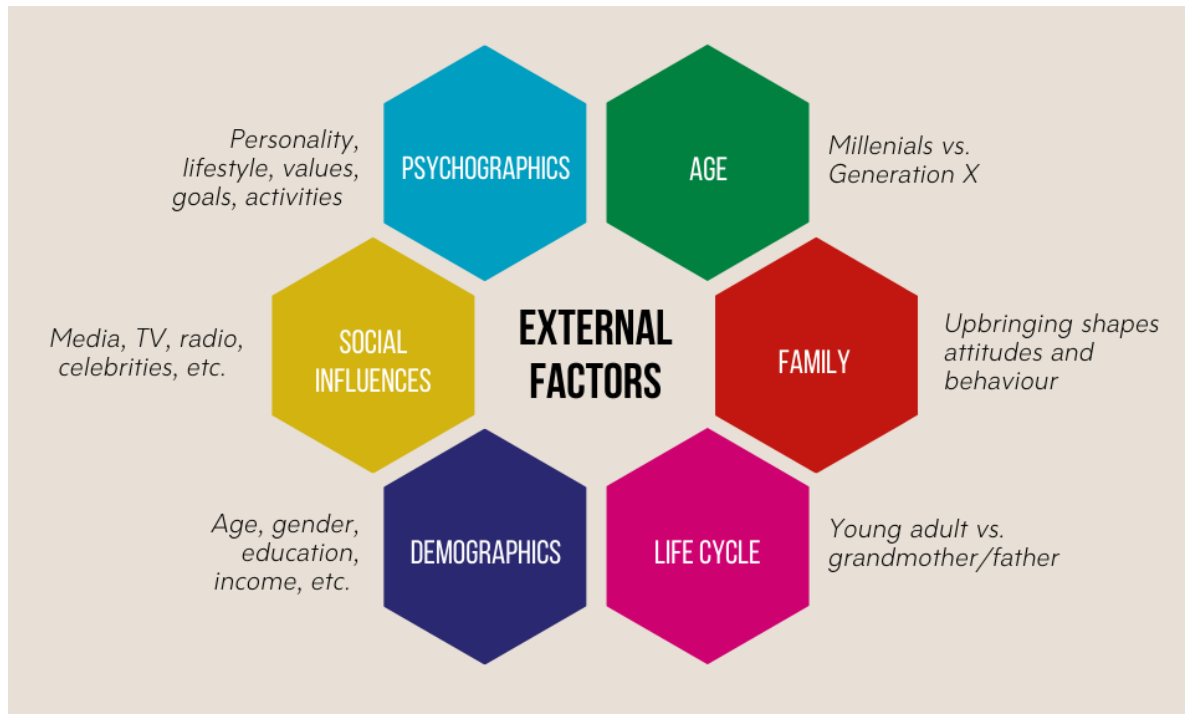 Personality,
lifestyle, values,
goals, activities
PSYCHOGRAPHICS
AGE
Millenials vs.
Generation X
Media, TV, radio,
celebrities, etc.
SOCIAL
INFLUENCES
EXTERNAL
FACTORS
FAMILY
Upbringing shapes
attitudes and
behaviour
Age, gender,
education,
income, etc.
DEMOGRAPHICS
LIFE CYCLE
Young adult vs.
grandmother/father